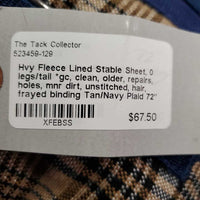 The Tack Collector
523459-129
Hvy Fleece Lined Stable Sheet, 0
legs/tail *gc, clean, older, repairs,
holes, mnr dirt, unstitched, hair,
frayed binding Tan/Navy Plaid 72"
XFEBSS
$67.50